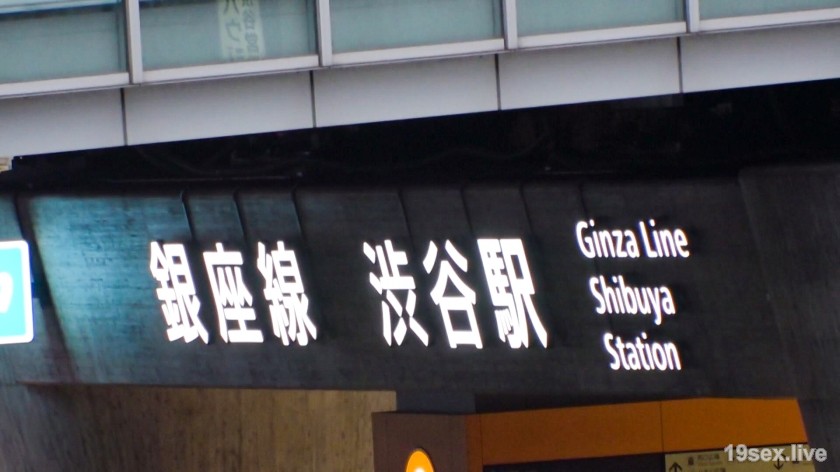 銀座線 渋谷駅
Ginza Line
Shibuya
Station
19sex.live